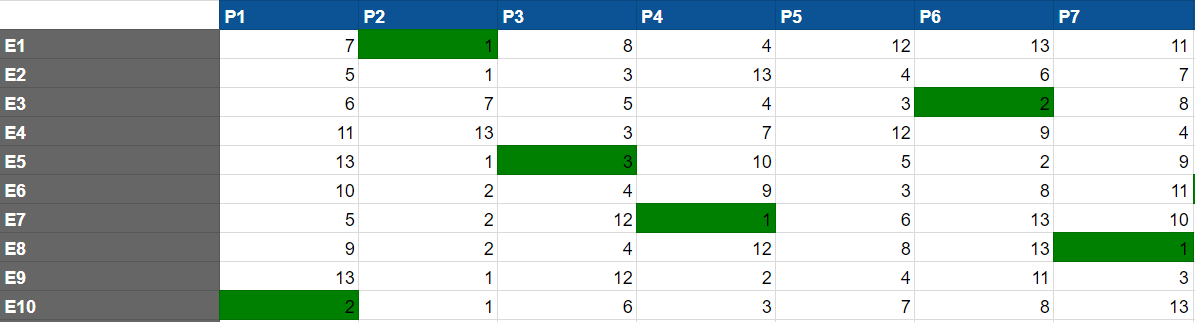 P1 P2 P3 P4 P5 P6 P7
E1 7 1 8 4 12 13 11
E2 5 1 3 13 4 6 7
E3 6 7 5 4 3 2 8
E4 11 13 3 7 12 9 4
E5 13 1 3 10 5 2 9
E6 10 2 4 9 3 8 11
E7 5 2 12 1 6 13 10
E8 9 2 4 12 8 13 1
E9 13 1 12 2 4 11 3
E10 2 1 6 3 7 8 13